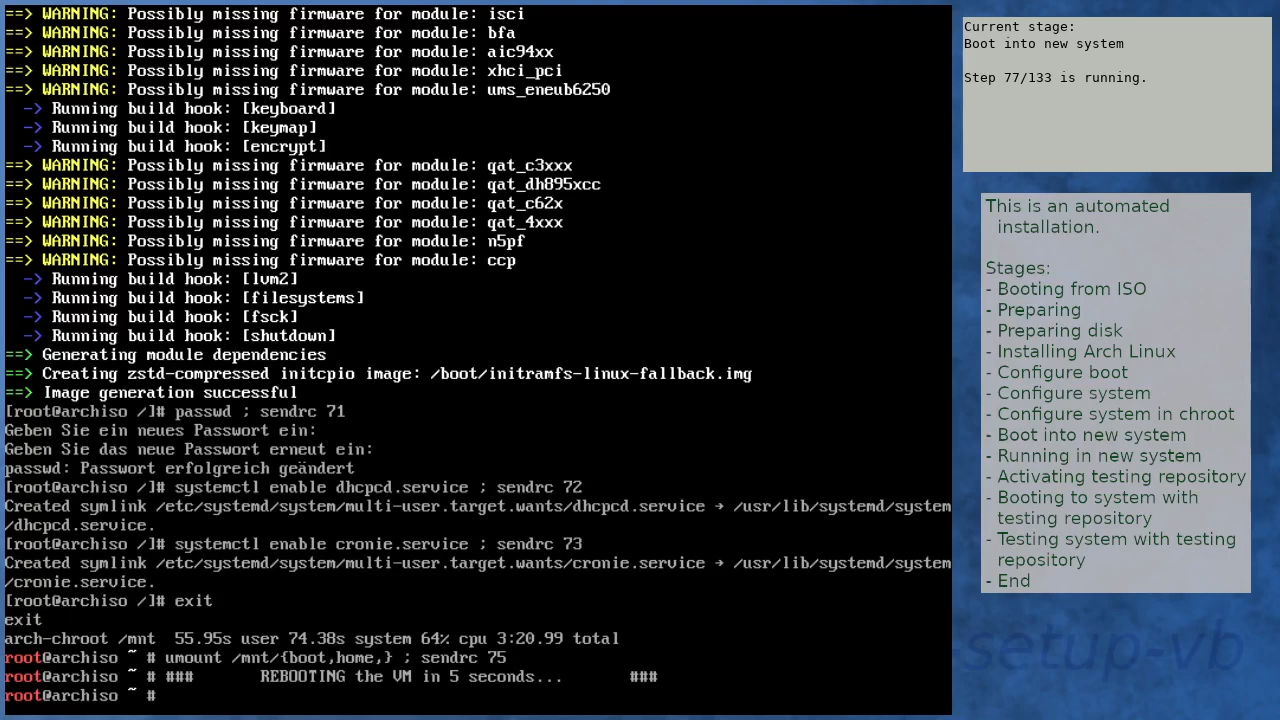 ==> WARNING: Possibly missing firmware for module: isci
==> WARNING: Possibly missing firmware for module: bfa
==> WARNING: Possibly missing firmware for module: aic94xx
==> WARNING: Possibly missing firmware for module: xhci_pci
==> WARNING: Possibly missing firmware for module: ums_eneub6250
  -> Running build hook: [keyboard]
  -> Running build hook: [keymap]
  -> Running build hook: [encrypt]
==> WARNING: Possibly missing firmware for module: qat_c3xxx
==> WARNING: Possibly missing firmware for module: qat_dh895xcc
==> WARNING: Possibly missing firmware for module: qat_c62x
==> WARNING: Possibly missing firmware for module: qat_4xxx
==> WARNING: Possibly missing firmware for module: n5pf
==> WARNING: Possibly missing firmware for module: ccp
  -> Running build hook: [lvm2]
  -> Running build hook: [filesystems]
  -> Running build hook: [fsck]
  -> Running build hook: [shutdown]
==> Generating module dependencies
==> Creating zstd-compressed initcpio image: /boot/initramfs-linux-fallback.img
==> Image generation successful
[root@archiso /]# passwd ; sendrc 71
Geben Sie ein neues Passwort ein:
Geben Sie das neue Passwort erneut ein:
passwd: Passwort erfolgreich geändert
[root@archiso /]# systemctl enable dhcpcd.service ; sendrc 72
Created symlink /etc/systemd/system/multi-user.target.wants/dhcpcd.service → /usr/lib/systemd/system
/dhcpcd.service.
[root@archiso /]# systemctl enable cronie.service ; sendrc 73
Created symlink /etc/systemd/system/multi-user.target.wants/cronie.service → /usr/lib/systemd/system
/cronie.service.
[root@archiso /]# exit
exit
arch-chroot /mnt  55.95s user 74.38s system 64% cpu 3:20.99 total
root@archiso ~ # umount /mnt/{boot,home,} ; sendrc 75
root@archiso ~ # ###       REBOOTING the VM in 5 seconds...       ###
root@archiso ~ #
Current stage:
Boot into new system
Step 77/133 is running.
This is an automated
installation.
Stages:
- Booting from ISO
- Preparing
- Preparing disk
- Installing Arch Linux
- Configure boot
- Configure system
- Configure system in chroot
- Boot into new system
- Running in new system
- Activating testing repository
- Booting to system with
testing repository
- Testing system with testing
repository
- End
setup-vb